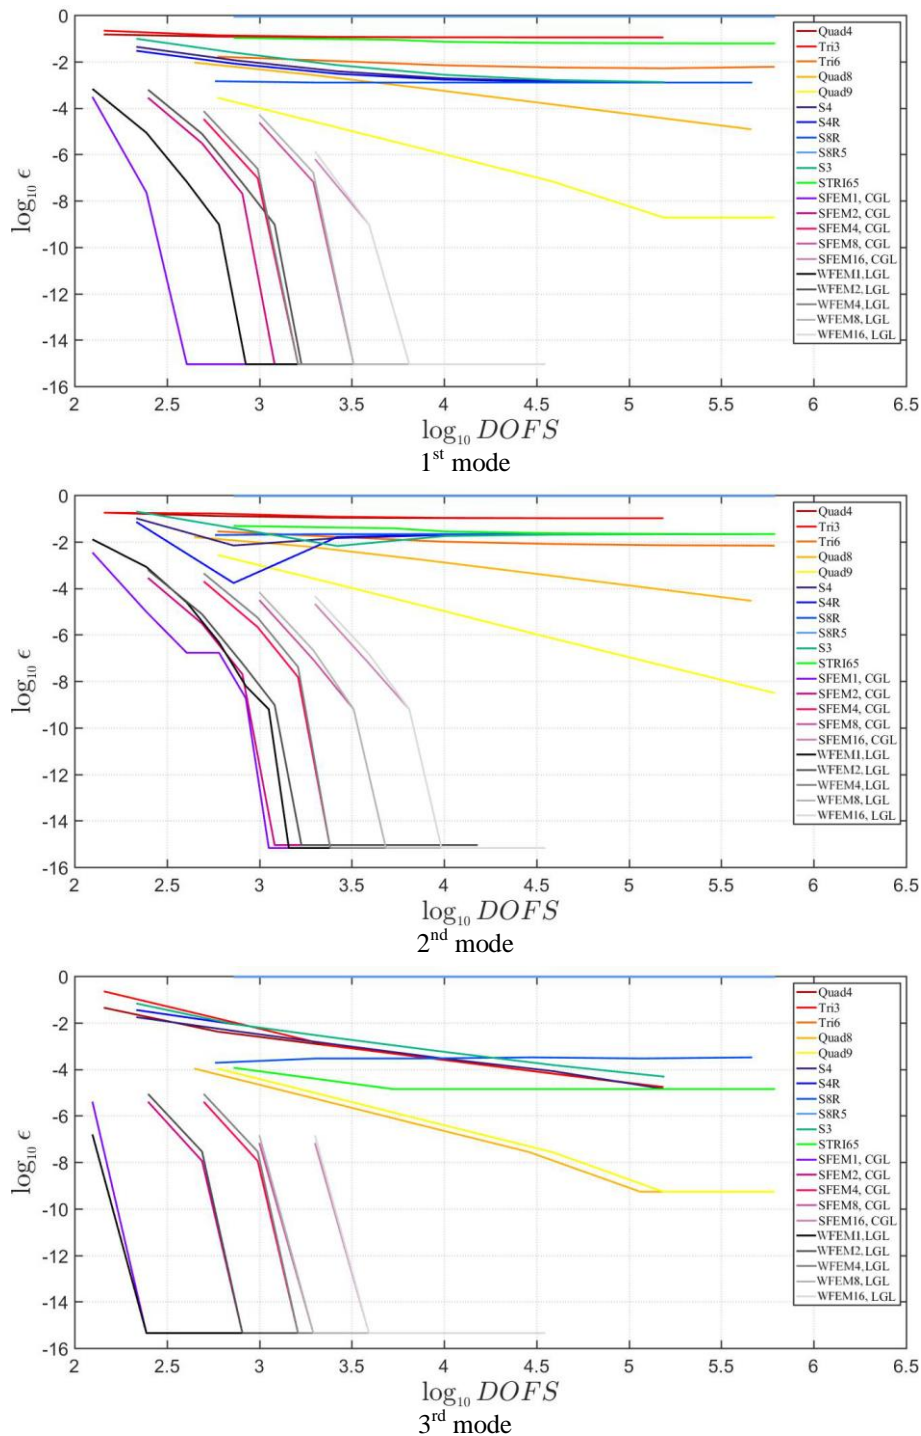 0
-2
-4
-6
-8
-10
-12
-14
-16
log₁₀ ϵ
Quad4
Tri3
Tri6
Quad8
Quad9
S4
S4R
S8R
S8R5
S3
STRI65
SFEM1, CGL
SFEM2, CGL
SFEM4, CGL
SFEM8, CGL
SFEM16, CGL
WFEM1, LGL
WFEM2, LGL
WFEM4, LGL
WFEM8, LGL
WFEM16, LGL
2 2.5 3 3.5 4 4.5 5 5.5 6 6.5
log₁₀ DOFS
1st mode
0
-2
-4
-6
-8
-10
-12
-14
-16
log₁₀ ϵ
Quad4
Tri3
Tri6
Quad8
Quad9
S4
S4R
S8R
S8R5
S3
STRI65
SFEM1, CGL
SFEM2, CGL
SFEM4, CGL
SFEM8, CGL
SFEM16, CGL
WFEM1, LGL
WFEM2, LGL
WFEM4, LGL
WFEM8, LGL
WFEM16, LGL
2 2.5 3 3.5 4 4.5 5 5.5 6 6.5
log₁₀ DOFS
2nd mode
0
-2
-4
-6
-8
-10
-12
-14
-16
log₁₀ ϵ
Quad4
Tri3
Tri6
Quad8
Quad9
S4
S4R
S8R
S8R5
S3
STRI65
SFEM1, CGL
SFEM2, CGL
SFEM4, CGL
SFEM8, CGL
SFEM16, CGL
WFEM1, LGL
WFEM2, LGL
WFEM4, LGL
WFEM8, LGL
WFEM16, LGL
2 2.5 3 3.5 4 4.5 5 5.5 6 6.5
log₁₀ DOFS
3rd mode